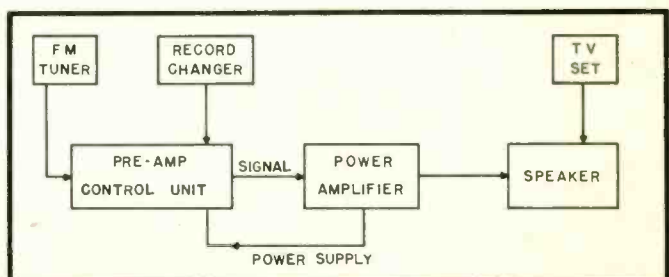 FM
TUNER
RECORD
CHANGER
TV
SET
PRE-AMP
CONTROL UNIT
SIGNAL
POWER
AMPLIFIER
SPEAKER
POWER SUPPLY